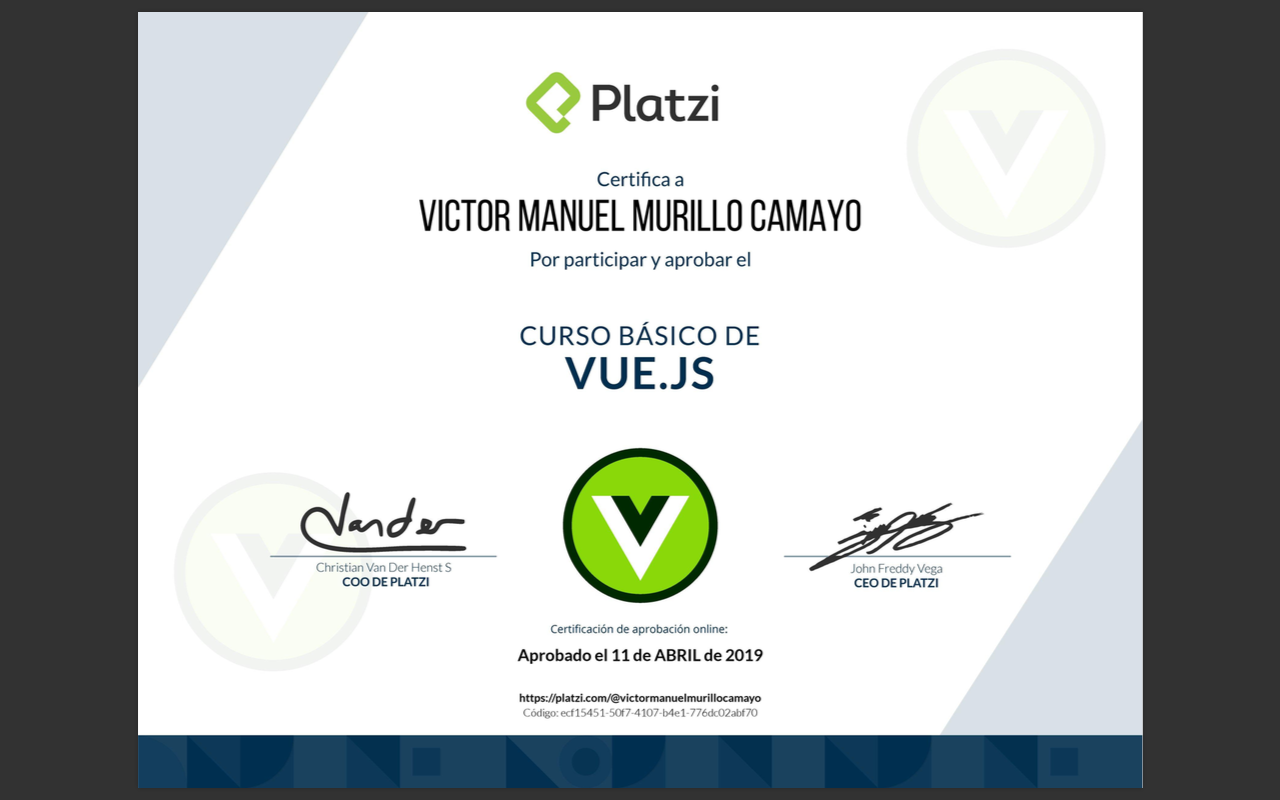 Platzi
Certifica a
VICTOR MANUEL MURILLO CAMAYO
Por participar y aprobar el
CURSO BÁSICO DE
VUE.JS
Vander
Christian Van Der Henst S
COO DE PLATZI
John Freddy Vega
CEO DE PLATZI
Certificación de aprobación online:
Aprobado el 11 de ABRIL de 2019
https://platzi.com/@victormanuelmurillocamayo
Código: ecf15451-50f7-4107-b4e1-776dc02abf70